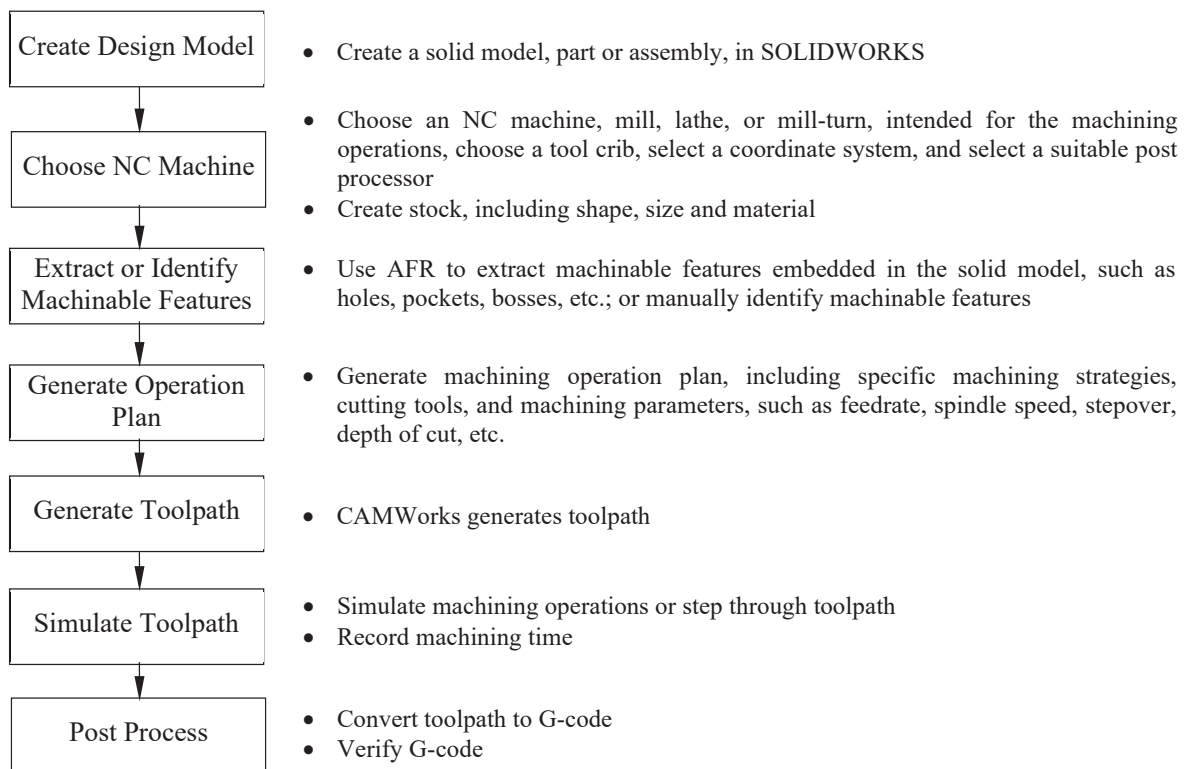 Create Design Model
• Create a solid model, part or assembly, in SOLIDWORKS
Choose NC Machine
• Choose an NC machine, mill, lathe, or mill-turn, intended for the machining
operations, choose a tool crib, select a coordinate system, and select a suitable post
processor
• Create stock, including shape, size and material
Extract or Identify
Machinable Features
• Use AFR to extract machinable features embedded in the solid model, such as
holes, pockets, bosses, etc.; or manually identify machinable features
Generate Operation
Plan
• Generate machining operation plan, including specific machining strategies,
cutting tools, and machining parameters, such as feedrate, spindle speed, stepover,
depth of cut, etc.
Generate Toolpath
• CAMWorks generates toolpath
Simulate Toolpath
• Simulate machining operations or step through toolpath
• Record machining time
Post Process
• Convert toolpath to G-code
• Verify G-code